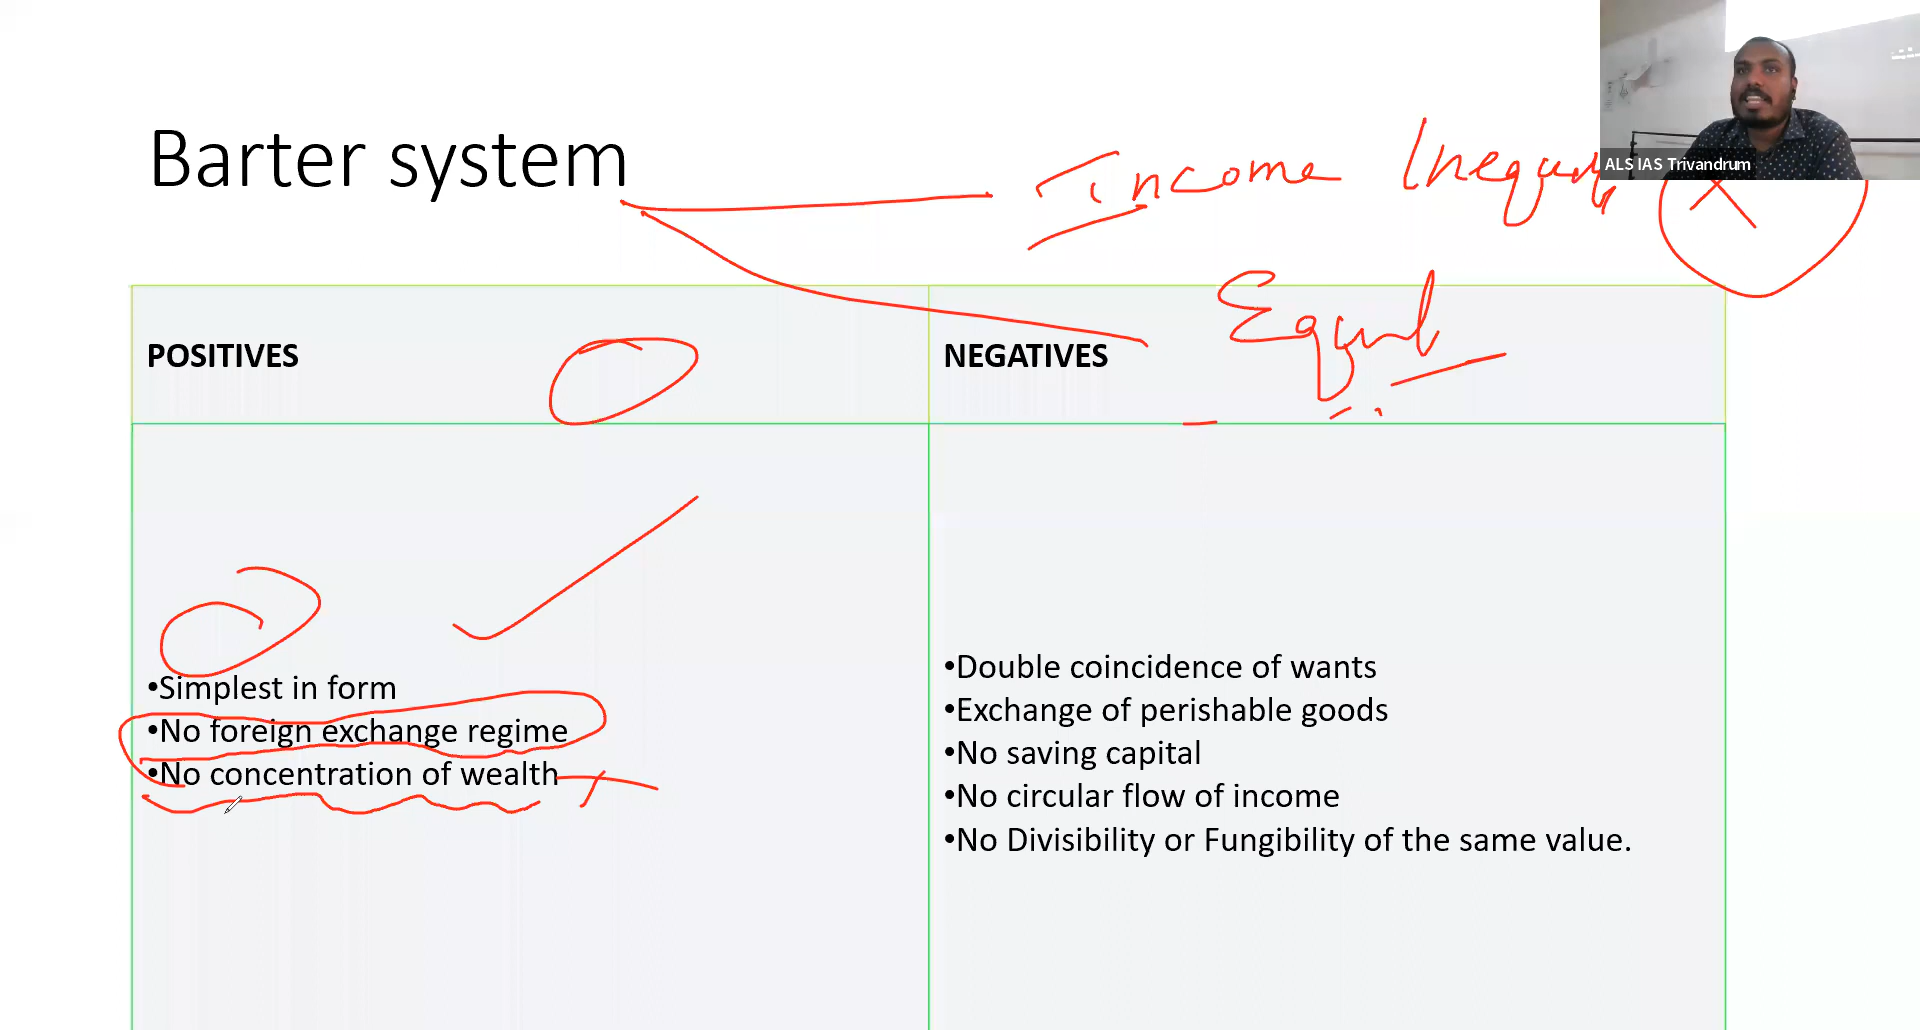 Barter system
Income
ALS IAS Trivandrum
POSITIVES
NEGATIVES
•Simplest in form
•No foreign exchange regime
•No concentration of wealth
•Double coincidence of wants
•Exchange of perishable goods
•No saving capital
•No circular flow of income
•No Divisibility or Fungibility of the same value.